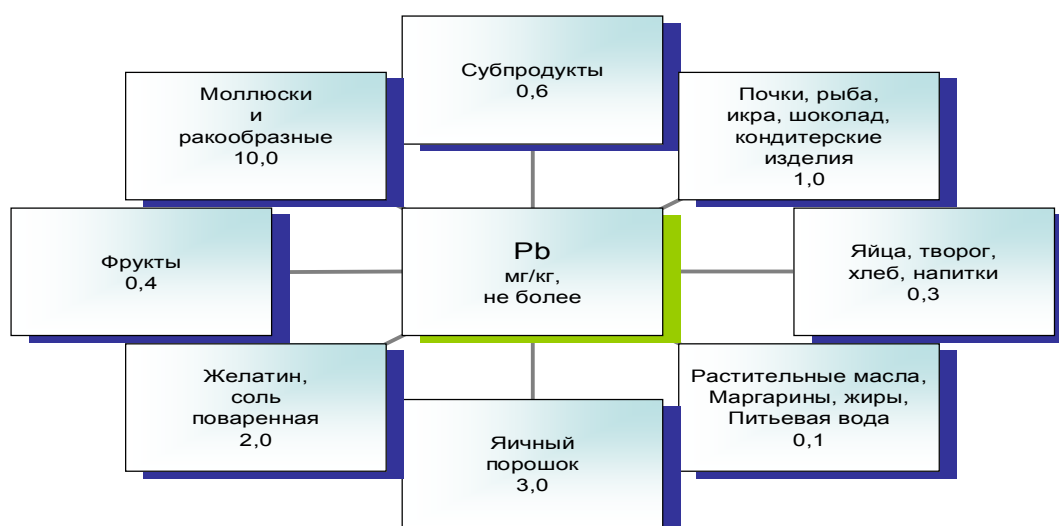 Субпродукты
0,6
Моллюски
и
ракообразные
10,0
Почки, рыба,
икра, шоколад,
кондитерские
изделия
1,0
Фрукты
0,4
Pb
мг/кг,
не более
Яйца, творог,
хлеб, напитки
0,3
Желатин,
соль
поваренная
2,0
Яичный
порошок
3,0
Растительные масла,
Маргарины, жиры,
Питьевая вода
0,1